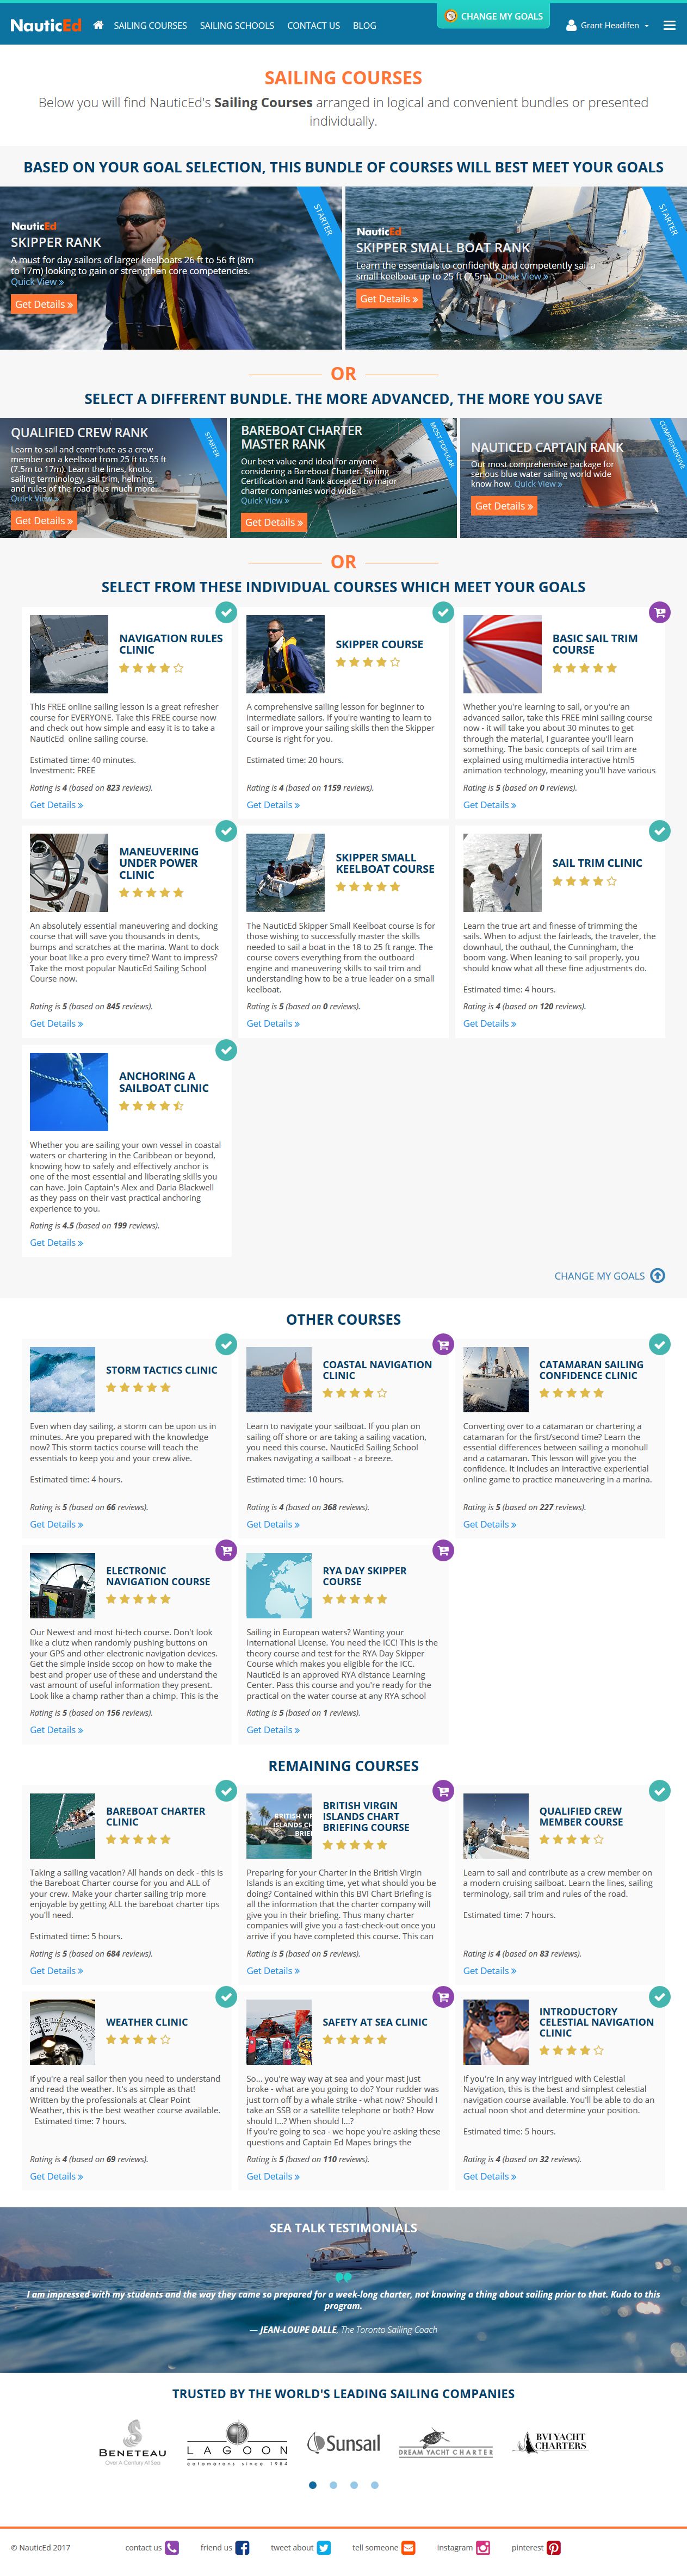 NauticEd
SAILING COURSES
SAILING SCHOOLS
CONTACT US
BLOG
CHANGE MY GOALS
Grant Headifen
SAILING COURSES
Below you will find NauticEd's Sailing Courses arranged in logical and convenient bundles or presented
individually.
BASED ON YOUR GOAL SELECTION, THIS BUNDLE OF COURSES WILL BEST MEET YOUR GOALS
NauticEd
SKIPPER RANK
A must for day sailors of larger keelboats 26 ft to 56 ft (8m
to 17m) looking to gain or strengthen core competencies.
Quick View »
Get Details »
STARTER
NauticEd
SKIPPER SMALL BOAT RANK
Learn the essentials to confidently and competently sail a
small keelboat up to 25 ft (7.5m). Quick View »
Get Details »
STARTER
OR
SELECT A DIFFERENT BUNDLE. THE MORE ADVANCED, THE MORE YOU SAVE
QUALIFIED CREW RANK
Learn to sail and contribute as a crew
member on a keelboat from 25 ft to 55 ft
(7.5m to 17m). Learn the lines, knots,
sailing terminology, sail trim, helming,
and rules of the road plus much more.
Quick View »
Get Details »
STARTER
BAREBOAT CHARTER
MASTER RANK
Our best value and ideal for anyone
considering a Bareboat Charter. Sailing
Certification and Rank accepted by major
charter companies world wide.
Quick View »
Get Details »
MOST POPULAR
NAUTICED CAPTAIN RANK
Our most comprehensive package for
serious blue water sailing world wide
know how. Quick View »
Get Details »
COMPREHENSIVE
OR
SELECT FROM THESE INDIVIDUAL COURSES WHICH MEET YOUR GOALS
NAVIGATION RULES
CLINIC
This FREE online sailing lesson is a great refresher
course for EVERYONE. Take this FREE course now
and check out how simple and easy it is to take a
NauticEd online sailing course.
Estimated time: 40 minutes.
Investment: FREE
Rating is 4 (based on 823 reviews).
Get Details »
SKIPPER COURSE
A comprehensive sailing lesson for beginner to
intermediate sailors. If you're wanting to learn to
sail or improve your sailing skills then the Skipper
Course is right for you.
Estimated time: 20 hours.
Rating is 4 (based on 1159 reviews).
Get Details »
BASIC SAIL TRIM
COURSE
Whether you're learning to sail, or you're an
advanced sailor, take this FREE mini sailing course
now - it will take you about 30 minutes to get
through the material, I guarantee you'll learn
something. The basic concepts of sail trim are
explained using multimedia interactive html5
animation technology, meaning you'll have various
Rating is 5 (based on 0 reviews).
Get Details »
MANEUVERING
UNDER POWER
CLINIC
An absolutely essential maneuvering and docking
course that will save you thousands in dents,
bumps and scratches at the marina. Want to dock
your boat like a pro every time? Want to impress?
Take the most popular NauticEd Sailing School
Course now.
Rating is 5 (based on 845 reviews).
Get Details »
SKIPPER SMALL
KEELBOAT COURSE
The NauticEd Skipper Small Keelboat course is for
those wishing to successfully master the skills
needed to sail a boat in the 18 to 25 ft range. The
course covers everything from the outboard
engine and maneuvering skills to sail trim and
understanding how to be a true leader on a small
keelboat.
Rating is 5 (based on 0 reviews).
Get Details »
SAIL TRIM CLINIC
Learn the true art and finesse of trimming the
sails. When to adjust the fairleads, the traveler, the
downhaul, the outhaul, the Cunningham, the
boom vang. When leaning to sail properly, you
should know what all these fine adjustments do.
Estimated time: 4 hours.
Rating is 4 (based on 120 reviews).
Get Details »
ANCHORING A
SAILBOAT CLINIC
Whether you are sailing your own vessel in coastal
waters or chartering in the Caribbean or beyond,
knowing how to safely and effectively anchor is
one of the most essential and liberating skills you
can have. Join Captain's Alex and Daria Blackwell
as they pass on their vast practical anchoring
experience to you.
Rating is 4.5 (based on 199 reviews).
Get Details »
CHANGE MY GOALS
OTHER COURSES
STORM TACTICS CLINIC
Even when day sailing, a storm can be upon us in
minutes. Are you prepared with the knowledge
now? This storm tactics course will teach the
essentials to keep you and your crew alive.
Estimated time: 4 hours.
Rating is 5 (based on 66 reviews).
Get Details »
COASTAL NAVIGATION
CLINIC
Learn to navigate your sailboat. If you plan on
sailing off shore or are taking a sailing vacation,
you need this course. NauticEd Sailing School
makes navigating a sailboat - a breeze.
Estimated time: 10 hours.
Rating is 4 (based on 368 reviews).
Get Details »
CATAMARAN SAILING
CONFIDENCE CLINIC
Converting over to a catamaran or chartering a
catamaran for the first/second time? Learn the
essential differences between sailing a monohull
and a catamaran. This lesson will give you the
confidence. It includes an interactive experiential
online game to practice maneuvering in a marina.
Rating is 5 (based on 227 reviews).
Get Details »
ELECTRONIC
NAVIGATION COURSE
Our Newest and most hi-tech course. Don't look
like a clutz when randomly pushing buttons on
your GPS and other electronic navigation devices.
Get the simple inside sccop on how to make the
best and proper use of these and understand the
vast amount of useful information they present.
Look like a champ rather than a chimp. This is the
Rating is 5 (based on 156 reviews).
Get Details »
RYA DAY SKIPPER
COURSE
Sailing in European waters? Wanting your
International License. You need the ICC! This is the
theory course and test for the RYA Day Skipper
Course which makes you eligible for the ICC.
NauticEd is an approved RYA distance Learning
Center. Pass this course and you're ready for the
practical on the water course at any RYA school
Rating is 5 (based on 1 reviews).
Get Details »
REMAINING COURSES
BAREBOAT CHARTER
CLINIC
Taking a sailing vacation? All hands on deck - this is
the Bareboat Charter course for you and ALL of
your crew. Make your charter sailing trip more
enjoyable by getting ALL the bareboat charter tips
you'll need.
Estimated time: 5 hours.
Rating is 5 (based on 684 reviews).
Get Details »
BRITISH VIRGIN
ISLANDS CHART
BRIEFING COURSE
Preparing for your Charter in the British Virgin
Islands is an exciting time, yet what should you be
doing? Contained within this BVI Chart Briefing is
all the information that the charter company will
give you in their briefing. Thus many charter
companies will give you a fast-check-out once you
arrive if you have completed this course. This can
Rating is 5 (based on 5 reviews).
Get Details »
QUALIFIED CREW
MEMBER COURSE
Learn to sail and contribute as a crew member on
a modern cruising sailboat. Learn the lines, sailing
terminology, sail trim and rules of the road.
Estimated time: 7 hours.
Rating is 4 (based on 83 reviews).
Get Details »
WEATHER CLINIC
If you're a real sailor then you need to understand
and read the weather. It's as simple as that!
Written by the professionals at Clear Point
Weather, this is the best weather course available.
Estimated time: 7 hours.
Rating is 4 (based on 69 reviews).
Get Details »
SAFETY AT SEA CLINIC
So... you're way way at sea and your mast just
broke - what are you going to do? Your rudder was
just torn off by a whale strike - what now? Should I
take an SSB or a satellite telephone or both? How
should I...? When should I...?
If you're going to sea - we hope you're asking these
questions and Captain Ed Mapes brings the
Rating is 5 (based on 110 reviews).
Get Details »
INTRODUCTORY
CELESTIAL NAVIGATION
CLINIC
If you're in any way intrigued with Celestial
Navigation, this is the best and simplest celestial
navigation course available. You'll be able to do an
actual noon shot and determine your position.
Estimated time: 5 hours.
Rating is 4 (based on 32 reviews).
Get Details »
SEA TALK TESTIMONIALS
I am impressed with my students and the way they came so prepared for a week-long charter, not knowing a thing about sailing prior to that. Kudo to this
program.
— JEAN-LOUPE DALLE, The Toronto Sailing Coach
TRUSTED BY THE WORLD'S LEADING SAILING COMPANIES
BENETEAU
Over A Century At Sea
LAGOON
catamarans since 1984
Sunsail
DREAM YACHT CHARTER
BVI YACHT
CHARTERS
© NauticEd 2017
contact us
friend us
tweet about
tell someone
instagram
pinterest